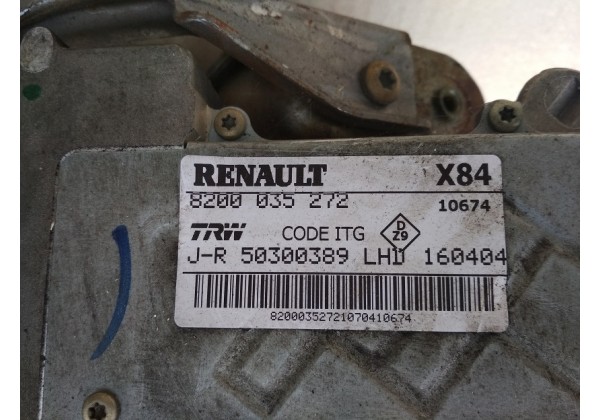 RENAULT X84
8200 035 272 10674
TRW CODE ITG D Z9
J-R 50300389 LHD 160404
82000352721070410674